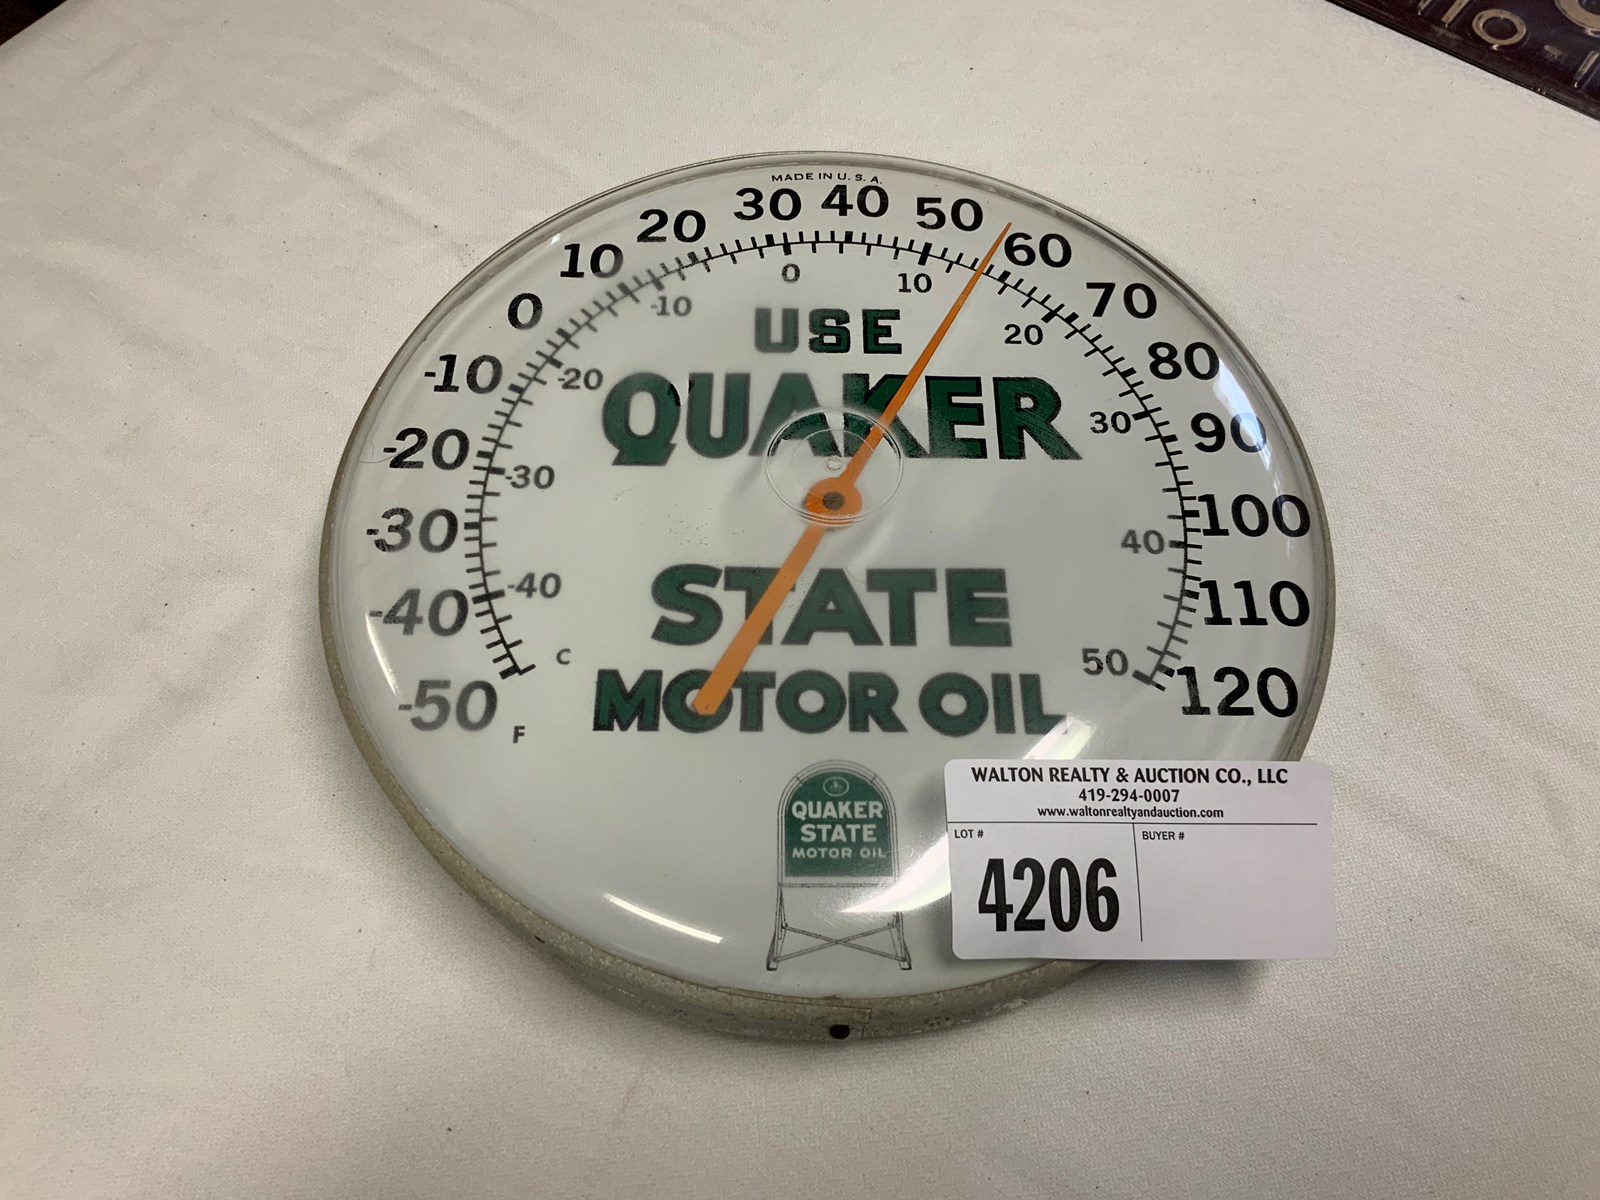 MADE IN U. S. A.
-50 -40 -30 -20 -10 0 10 20 30 40 50 60 70 80 90 100 110 120
F
-40 -30 -20 -10 0 10 20 30 40 50
C
USE
QUAKER
STATE
MOTOR OIL
QUAKER
STATE
MOTOR OIL
WALTON REALTY & AUCTION CO., LLC
419-294-0007
www.waltonrealtyandauction.com
LOT # BUYER #
4206